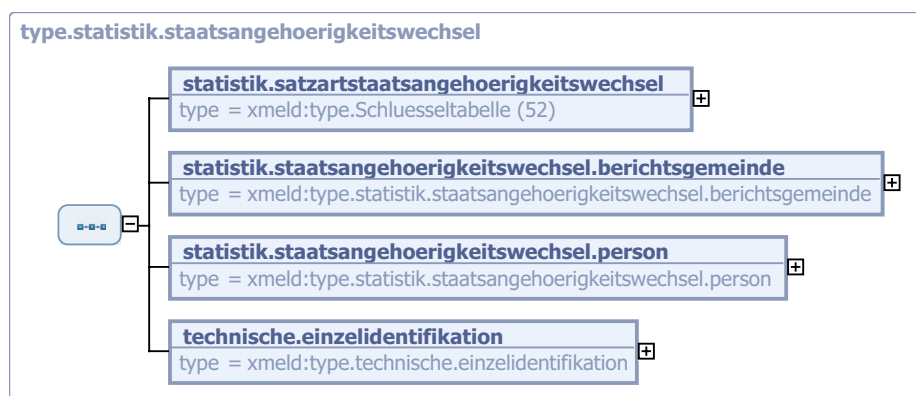 type.statistik.staatsangehoerigkeitswechsel
statistik.satzartstaatsangehoerigkeitswechsel
type = xmeld:type.Schluesseltabelle (52)
statistik.staatsangehoerigkeitswechsel.berichtsgemeinde
type = xmeld:type.statistik.staatsangehoerigkeitswechsel.berichtsgemeinde
statistik.staatsangehoerigkeitswechsel.person
type = xmeld:type.statistik.staatsangehoerigkeitswechsel.person
technische.einzelidentifikation
type = xmeld:type.technische.einzelidentifikation